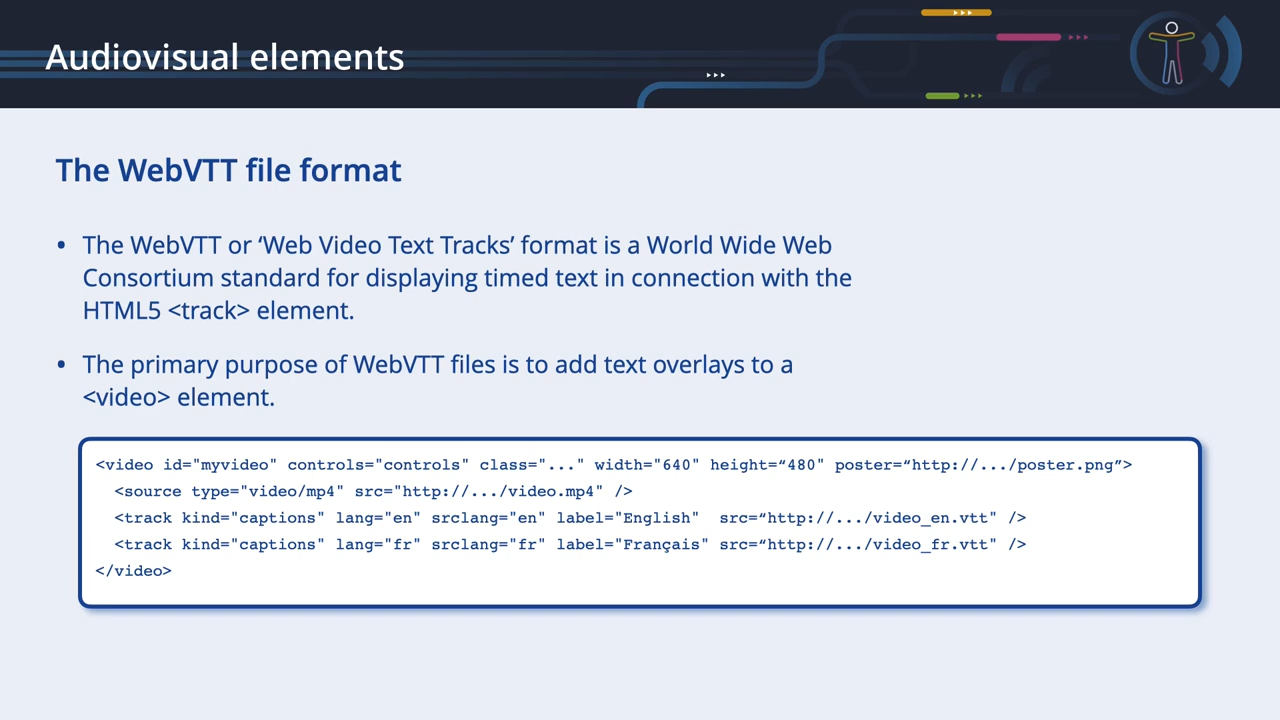 Audiovisual elements
The WebVTT file format
• The WebVTT or ‘Web Video Text Tracks’ format is a World Wide Web
Consortium standard for displaying timed text in connection with the
HTML5 <track> element.
• The primary purpose of WebVTT files is to add text overlays to a
<video> element.
<video id="myvideo" controls="controls" class="..." width="640" height=“480" poster=“http://.../poster.png”>
  <source type="video/mp4" src="http://.../video.mp4" />
  <track kind="captions" lang="en" srclang="en" label="English"  src=“http://.../video_en.vtt" />
  <track kind="captions" lang="fr" srclang="fr" label="Français" src=“http://.../video_fr.vtt" />
</video>